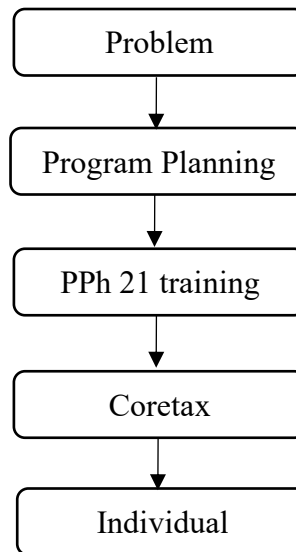 Problem
Program Planning
PPh 21 training
Coretax
Individual